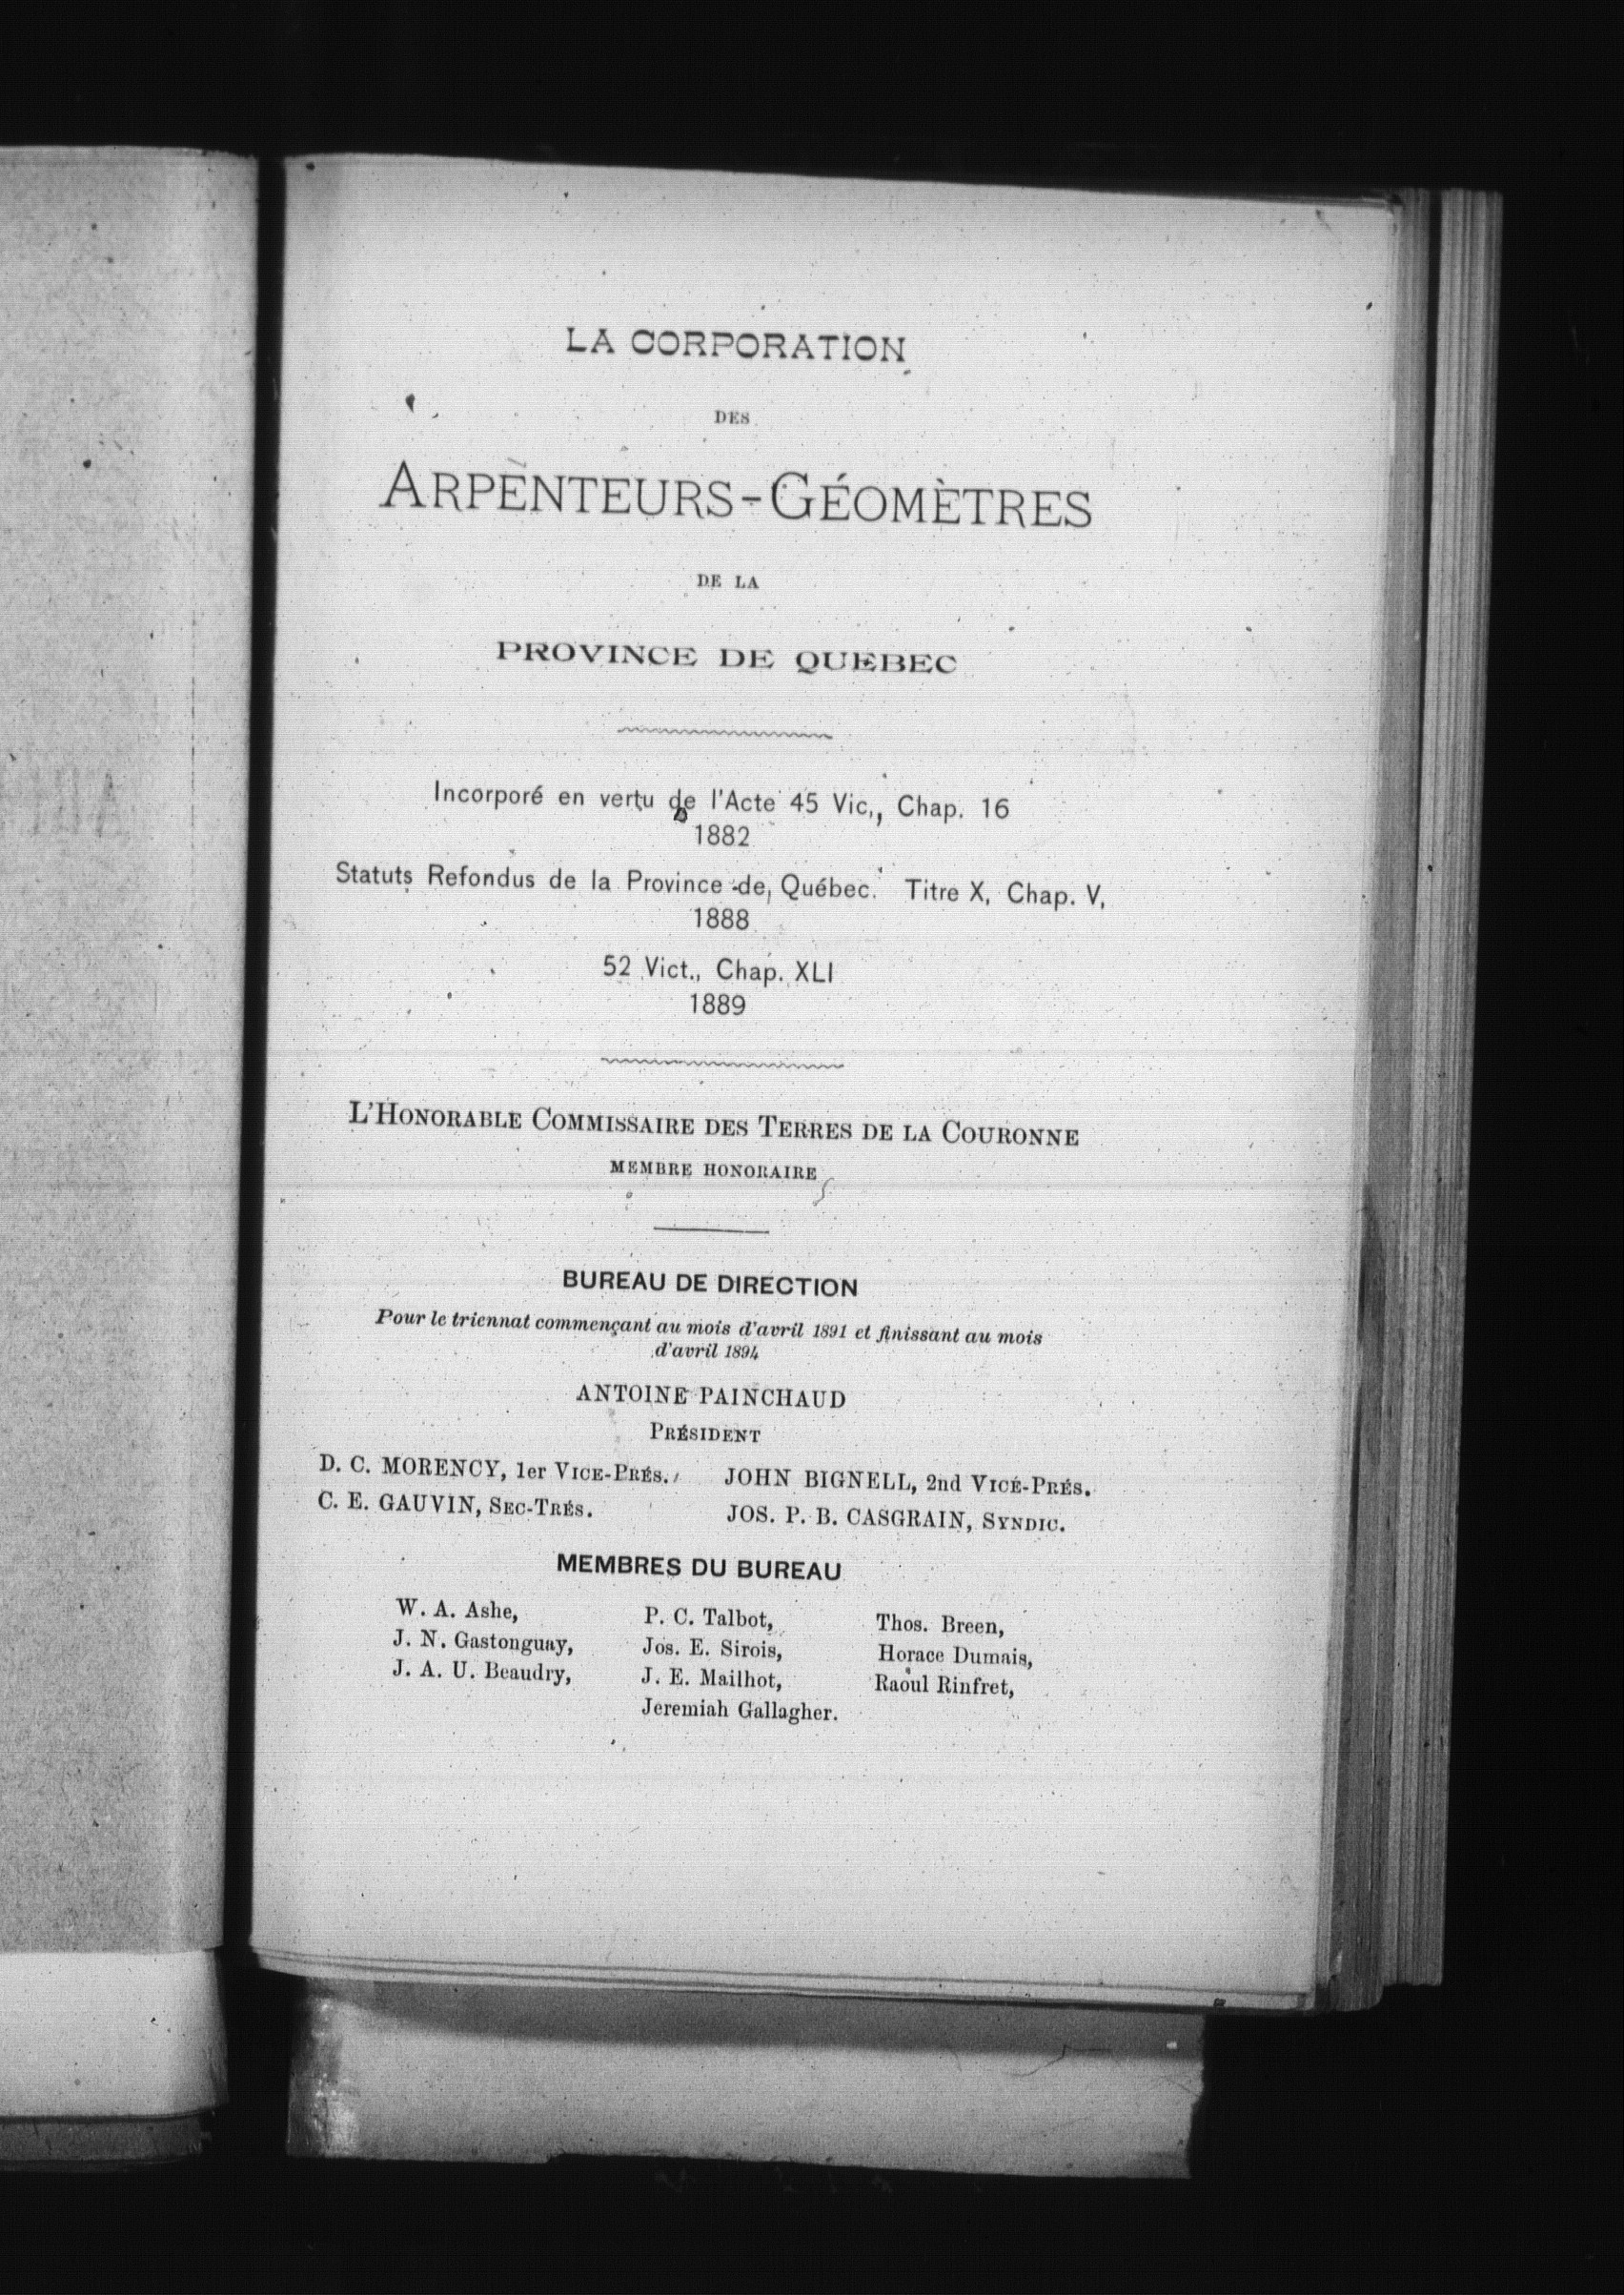 LA CORPORATION
DES
ARPENTEURS-GÉOMÈTRES
DE LA
PROVINCE DE QUEBEC
Incorporé en vertu de l'Acte 45 Vic., Chap. 16
1882
Statuts Refondus de la Province de Québec. Titre X, Chap. V,
1888
52 Vict., Chap. XLI
1889
L'HONORABLE COMMISSAIRE DES TERRES DE LA COURONNE
MEMBRE HONORAIRE
BUREAU DE DIRECTION
Pour le triennat commençant au mois d'avril 1891 et finissant au mois
d'avril 1894
ANTOINE PAINCHAUD
PRÉSIDENT
D. C. MORENCY, 1er VICE-PRÉS. JOHN BIGNELL, 2nd VICE-PRÉS.
C. E. GAUVIN, SEC-TRÉS. JOS. P. B. CASGRAIN, SYNDIC.
MEMBRES DU BUREAU
W. A. Ashe, P. C. Talbot, Thos. Breen,
J. N. Gastonguay, Jos. E. Sirois, Horace Dumais,
J. A. U. Beaudry, J. E. Mailhot, Raoul Rinfret,
Jeremiah Gallagher.